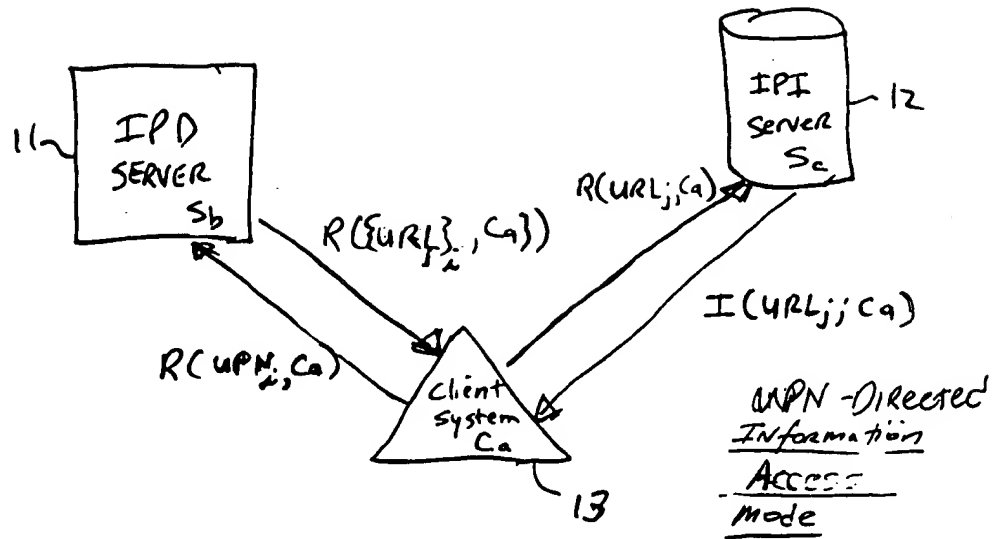 11
IPD
SERVER
Sb
IPI
Server
Sc
12
R({URLj}i, Ca})
R(URLj, Ca)
R(UPNi, Ca)
I(URLj; Ca)
Client
System
Ca
13
UPN-Directed
Information
Access
Mode